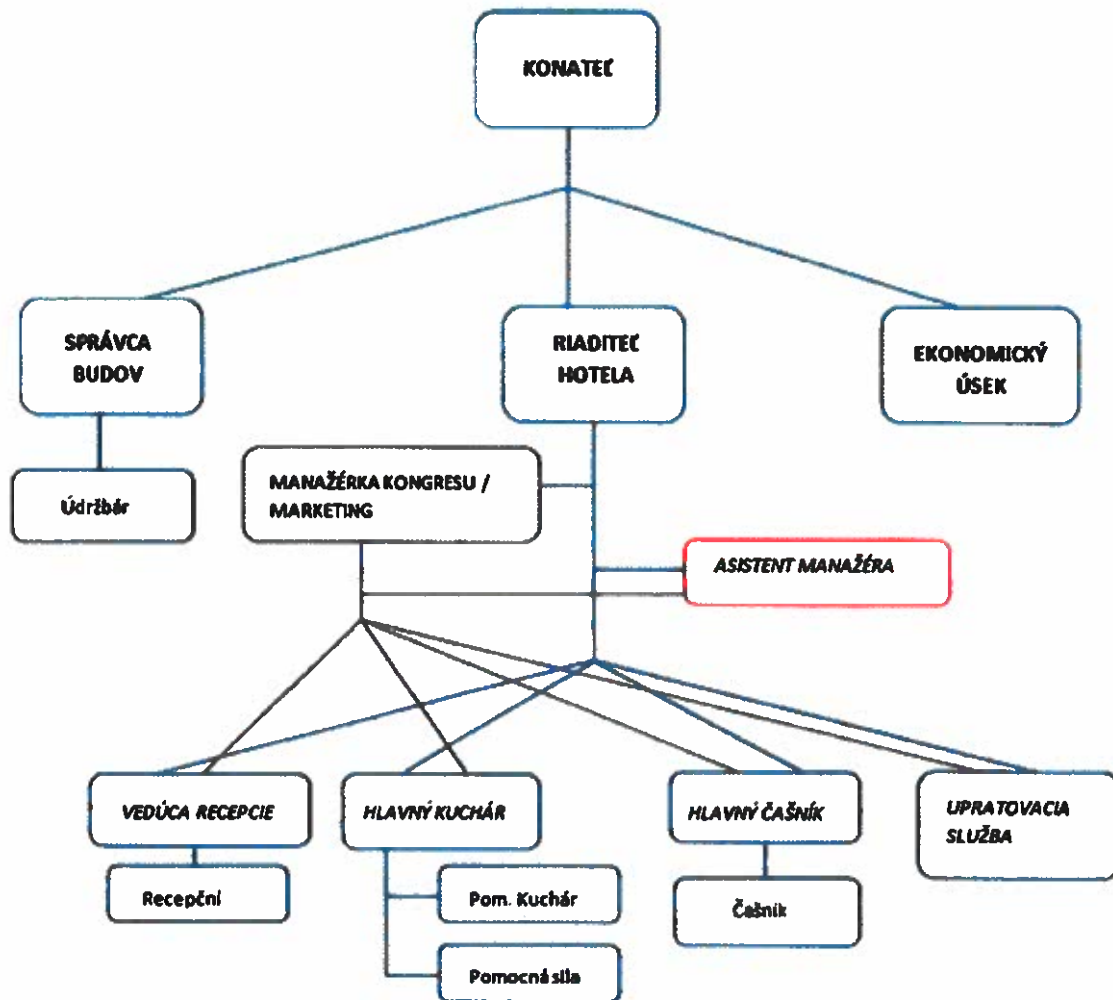 KONATEĽ
SPRÁVCA
BUDOV
RIADITEĽ
HOTELA
EKONOMICKÝ
ÚSEK
Údržbár
MANAŽÉRKA KONGRESU /
MARKETING
ASISTENT MANAŽÉRA
VEDÚCA RECEPCIE
HLAVNÝ KUCHÁR
HLAVNÝ ČAŠNÍK
UPRATOVACIA
SLUŽBA
Recepční
Pom. Kuchár
Čašník
Pomocná sila